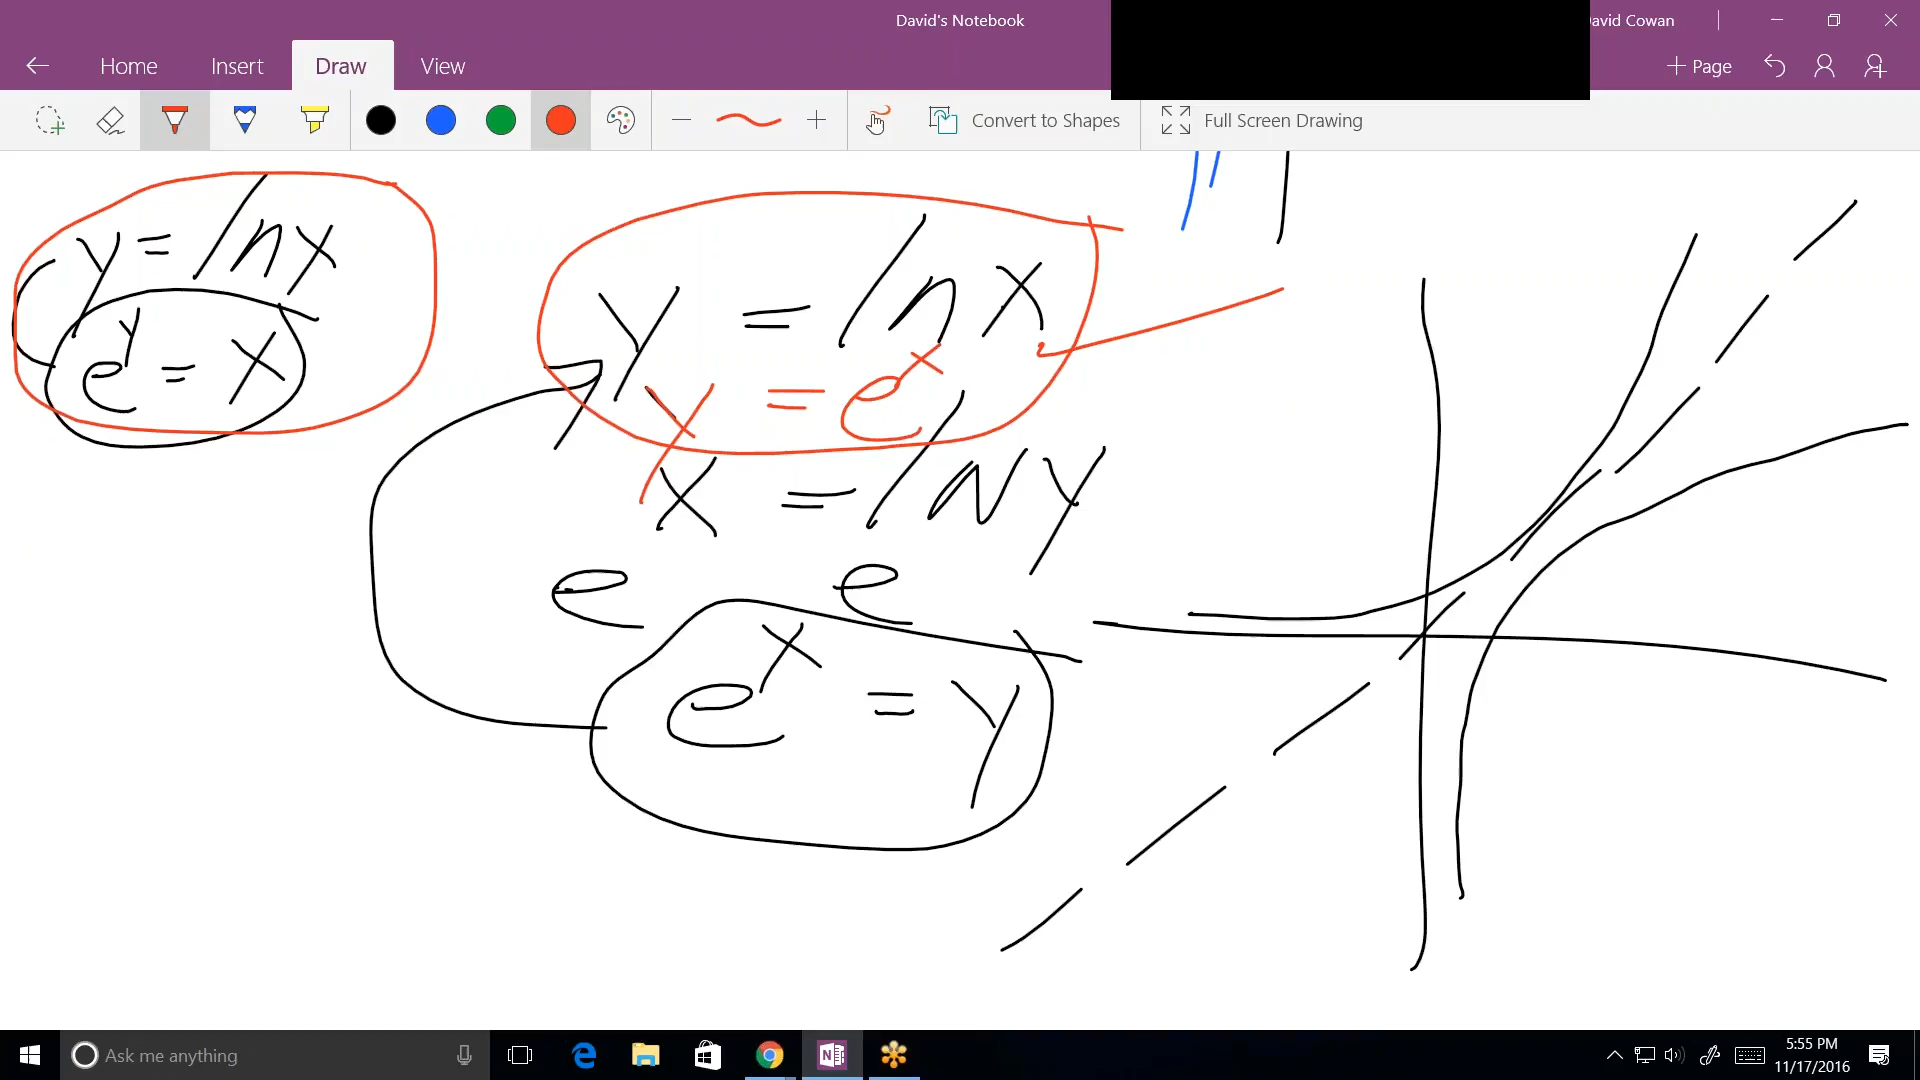 David's Notebook
avid Cowan
Home Insert Draw View
Page
Convert to Shapes
Full Screen Drawing
y = ln x
e^y = x
y = ln x
y = e^x
x = ln y
e e
e^x = y
Ask me anything
5:55 PM
11/17/2016